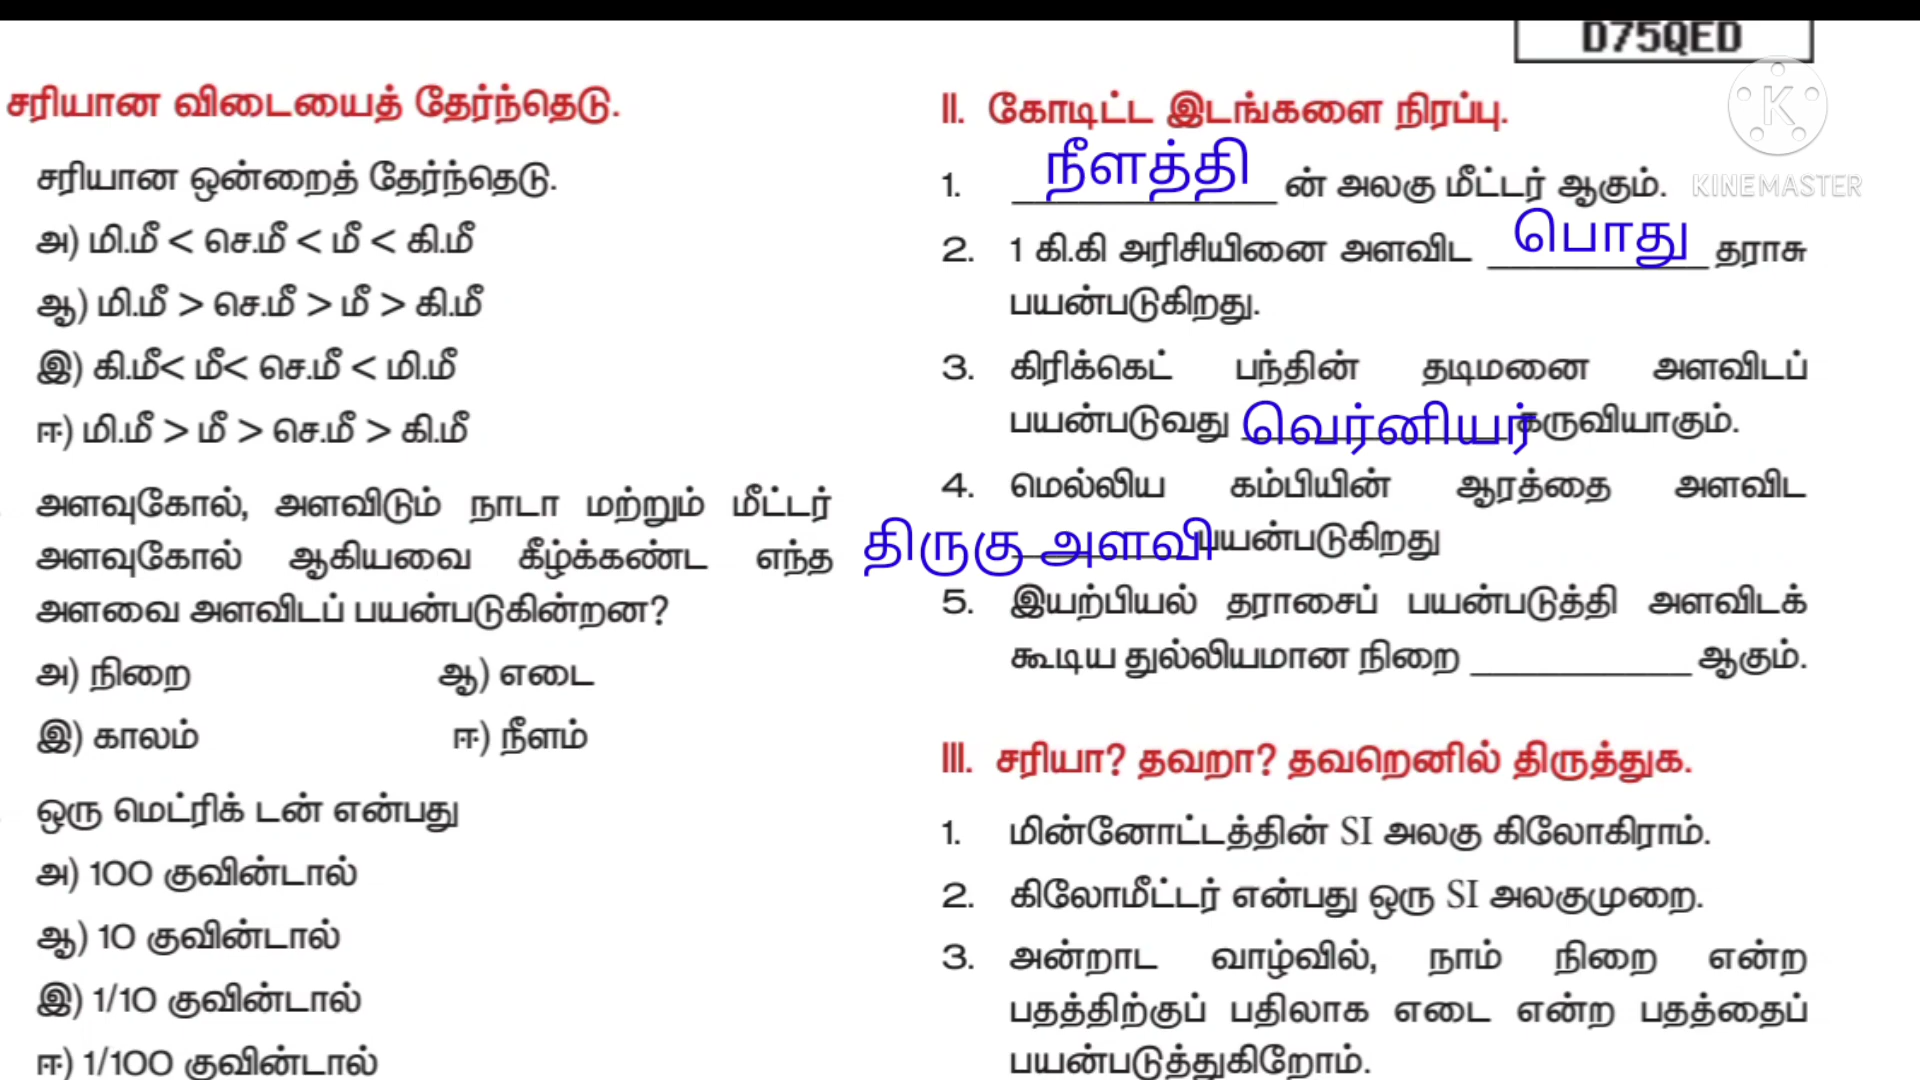 D75QED
KINEMASTER
சரியான விடையைத் தேர்ந்தெடு.
சரியான ஒன்றைத் தேர்ந்தெடு.
அ) மி.மீ < செ.மீ < மீ < கி.மீ
ஆ) மி.மீ > செ.மீ > மீ > கி.மீ
இ) கி.மீ< மீ< செ.மீ < மி.மீ
ஈ) மி.மீ > மீ > செ.மீ > கி.மீ
அளவுகோல், அளவிடும் நாடா மற்றும் மீட்டர்
அளவுகோல் ஆகியவை கீழ்க்கண்ட எந்த
அளவை அளவிடப் பயன்படுகின்றன?
அ) நிறை ஆ) எடை
இ) காலம் ஈ) நீளம்
ஒரு மெட்ரிக் டன் என்பது
அ) 100 குவின்டால்
ஆ) 10 குவின்டால்
இ) 1/10 குவின்டால்
ஈ) 1/100 குவின்டால்
II. கோடிட்ட இடங்களை நிரப்பு.
1. நீளத்தி ன் அலகு மீட்டர் ஆகும்.
2. 1 கி.கி அரிசியினை அளவிட பொது தராசு
பயன்படுகிறது.
3. கிரிக்கெட் பந்தின் தடிமனை அளவிடப்
பயன்படுவது வெர்னியர் கருவியாகும்.
4. மெல்லிய கம்பியின் ஆரத்தை அளவிட
திருகு அளவி பயன்படுகிறது
5. இயற்பியல் தராசைப் பயன்படுத்தி அளவிடக்
கூடிய துல்லியமான நிறை ____________ ஆகும்.
III. சரியா? தவறா? தவறெனில் திருத்துக.
1. மின்னோட்டத்தின் SI அலகு கிலோகிராம்.
2. கிலோமீட்டர் என்பது ஒரு SI அலகுமுறை.
3. அன்றாட வாழ்வில், நாம் நிறை என்ற
பதத்திற்குப் பதிலாக எடை என்ற பதத்தைப்
பயன்படுத்துகிறோம்.